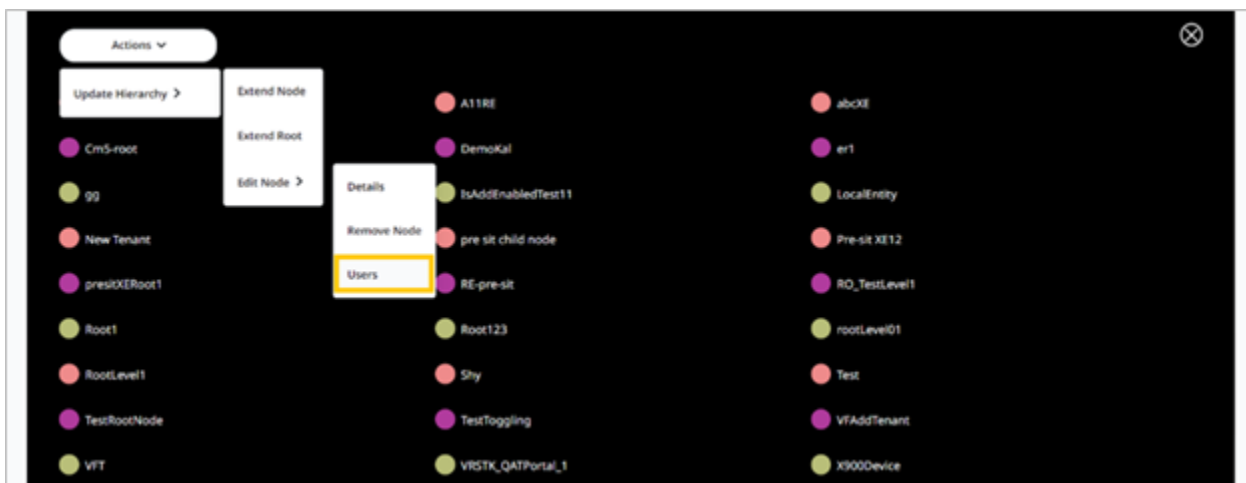 Actions
Update Hierarchy >
Extend Node
A11RE
abcXE
Extend Root
Cm5-root
DemoKal
er1
Edit Node >
Details
gg
IsAddEnabledTest11
LocalEntity
Remove Node
New Tenant
pre sit child node
Pre-sit XE12
Users
presitXERoot1
RE-pre-sit
RO_TestLevel1
Root1
Root123
rootLevel01
RootLevel1
Shy
Test
TestRootNode
TestToggling
VFAddTenant
VFT
VRSTK_QATPortal_1
X900Device